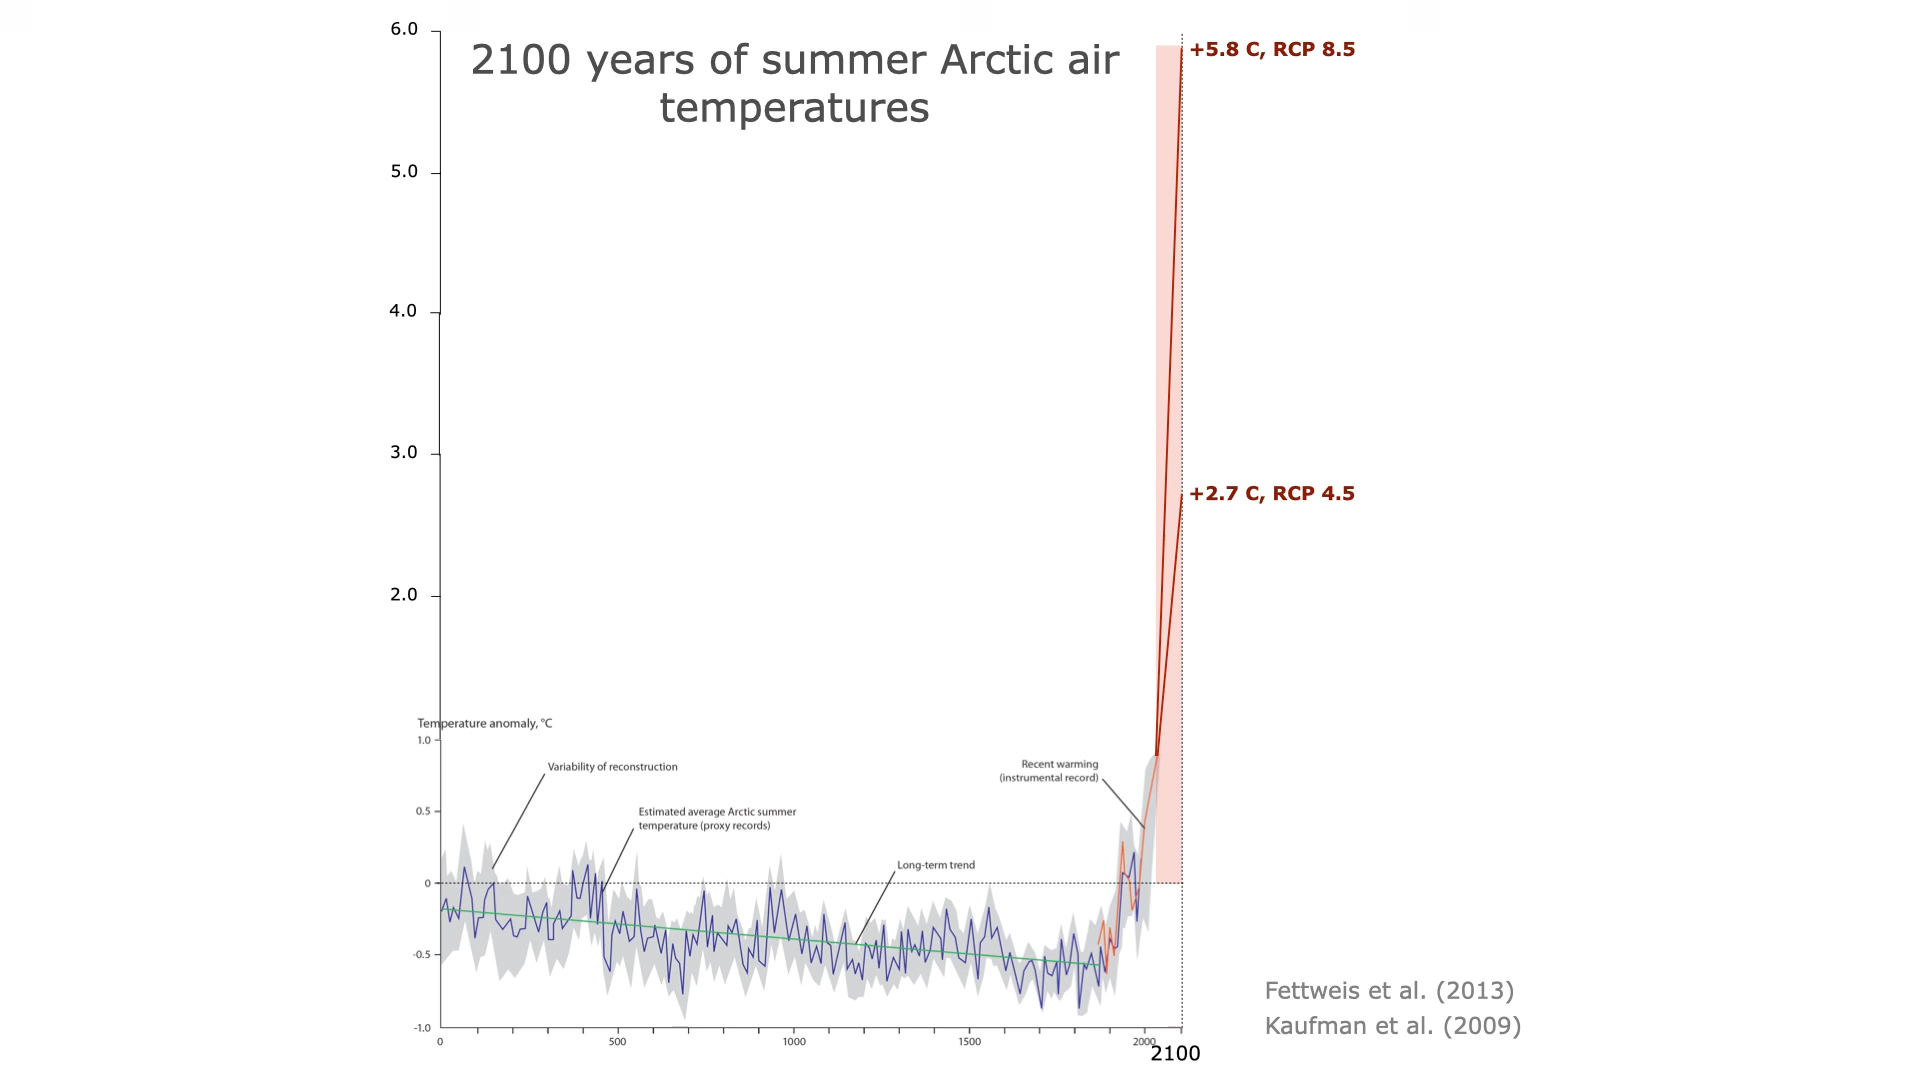 2100 years of summer Arctic air
temperatures
6.0
5.0
4.0
3.0
2.0
+5.8 C, RCP 8.5
+2.7 C, RCP 4.5
Temperature anomaly, °C
1.0
0.5
0
-0.5
-1.0
Variability of reconstruction
Estimated average Arctic summer
temperature (proxy records)
Long-term trend
Recent warming
(instrumental record)
0
500
1000
1500
2000
2100
Fettweis et al. (2013)
Kaufman et al. (2009)